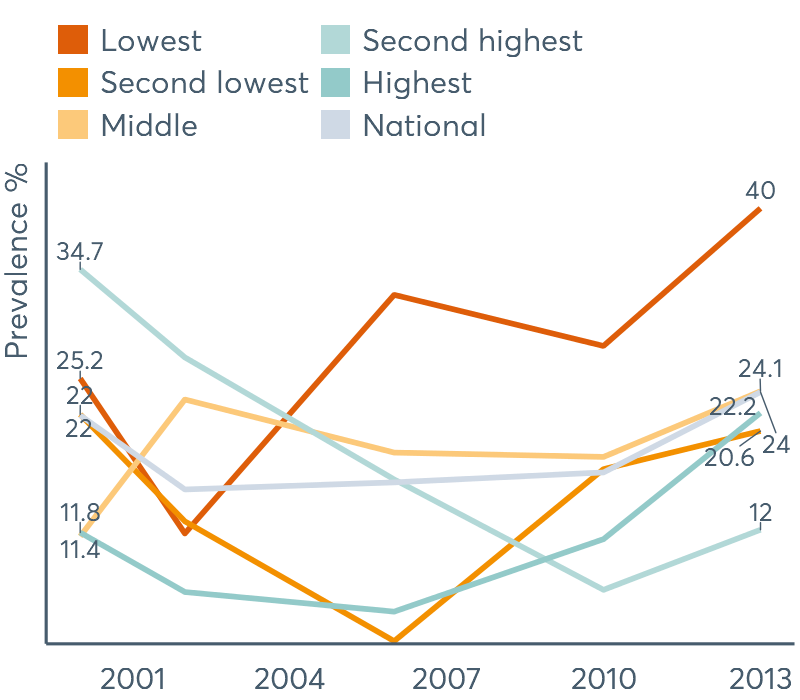 Lowest
Second lowest
Middle
Second highest
Highest
National
Prevalence %
34.7
25.2
22
22
11.8
11.4
40
24.1
22.2
24
20.6
12
2001
2004
2007
2010
2013